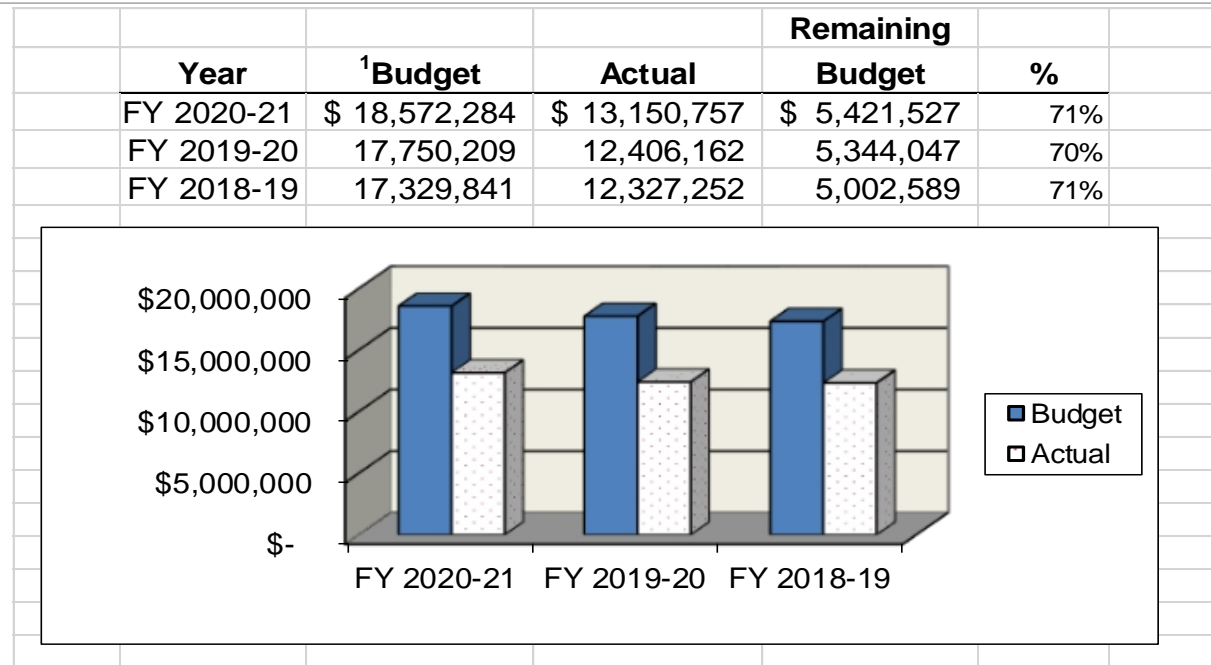 Remaining
Year ¹Budget Actual Budget %
FY 2020-21 $ 18,572,284 $ 13,150,757 $ 5,421,527 71%
FY 2019-20 17,750,209 12,406,162 5,344,047 70%
FY 2018-19 17,329,841 12,327,252 5,002,589 71%
$20,000,000
$15,000,000
$10,000,000
$5,000,000
$-
FY 2020-21 FY 2019-20 FY 2018-19
Budget
Actual